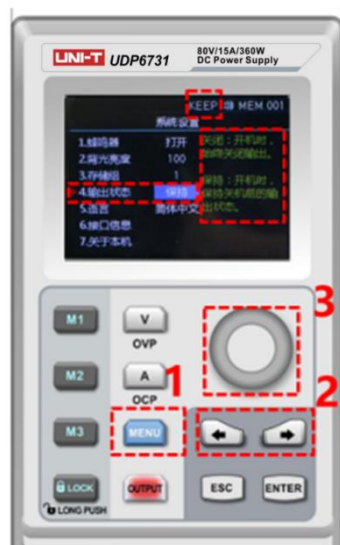 UNI-T UDP6731
80V/15A/360W
DC Power Supply
KEEP MEM 001
系统设置
1.蜂鸣器 打开
2.背光亮度 100
3.存储组 1
4.输出状态 保持
5.语言 简体中文
6.接口信息
7.关于本机
关闭：开机时，
始终关闭输出。
保持：开机时，
保持关机前的输
出状态。
M1
V
OVP
M2
A
OCP
1
M3
MENU
LOCK
LONG PUSH
OUTPUT
3
2
ESC
ENTER